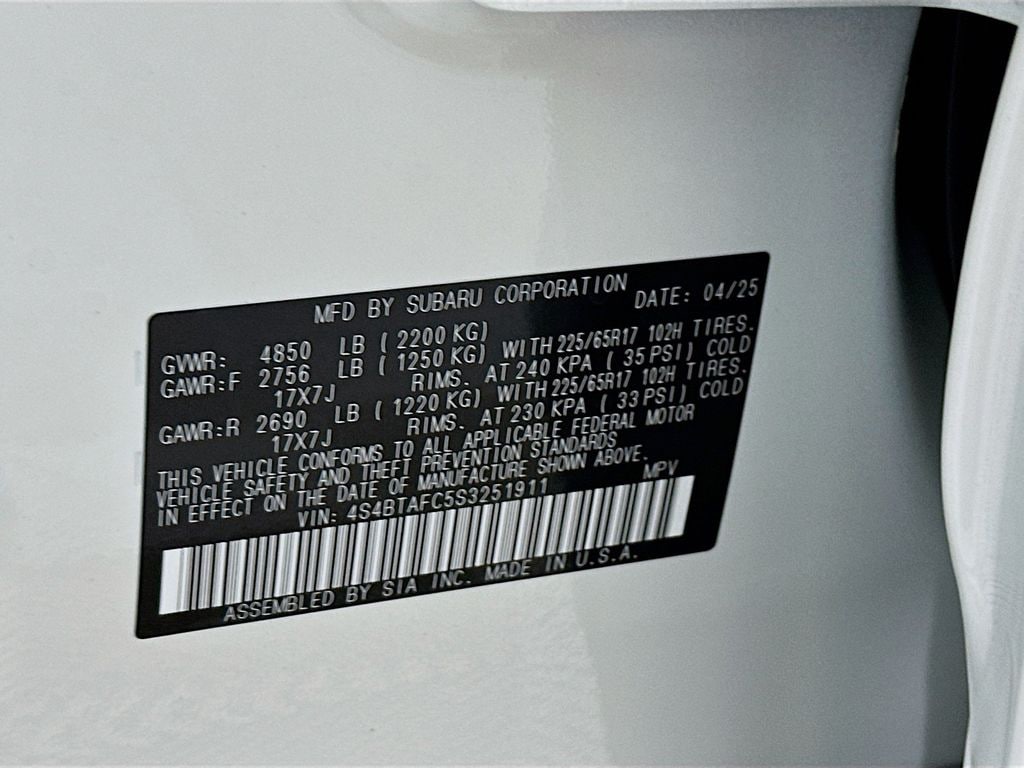 MFD BY SUBARU CORPORATION DATE: 04/25
GVWR: 4850 LB (2200 KG)
GAWR:F 2756 LB (1250 KG) WITH 225/65R17 102H TIRES.
17X7J RIMS. AT 240 KPA (35 PSI) COLD
GAWR:R 2690 LB (1220 KG) WITH 225/65R17 102H TIRES.
17X7J RIMS. AT 230 KPA (33 PSI) COLD
THIS VEHICLE CONFORMS TO ALL APPLICABLE FEDERAL MOTOR
VEHICLE SAFETY AND THEFT PREVENTION STANDARDS
IN EFFECT ON THE DATE OF MANUFACTURE SHOWN ABOVE.
VIN: 4S4BTAFC5S3251911 MPV
ASSEMBLED BY SIA INC. MADE IN U.S.A.